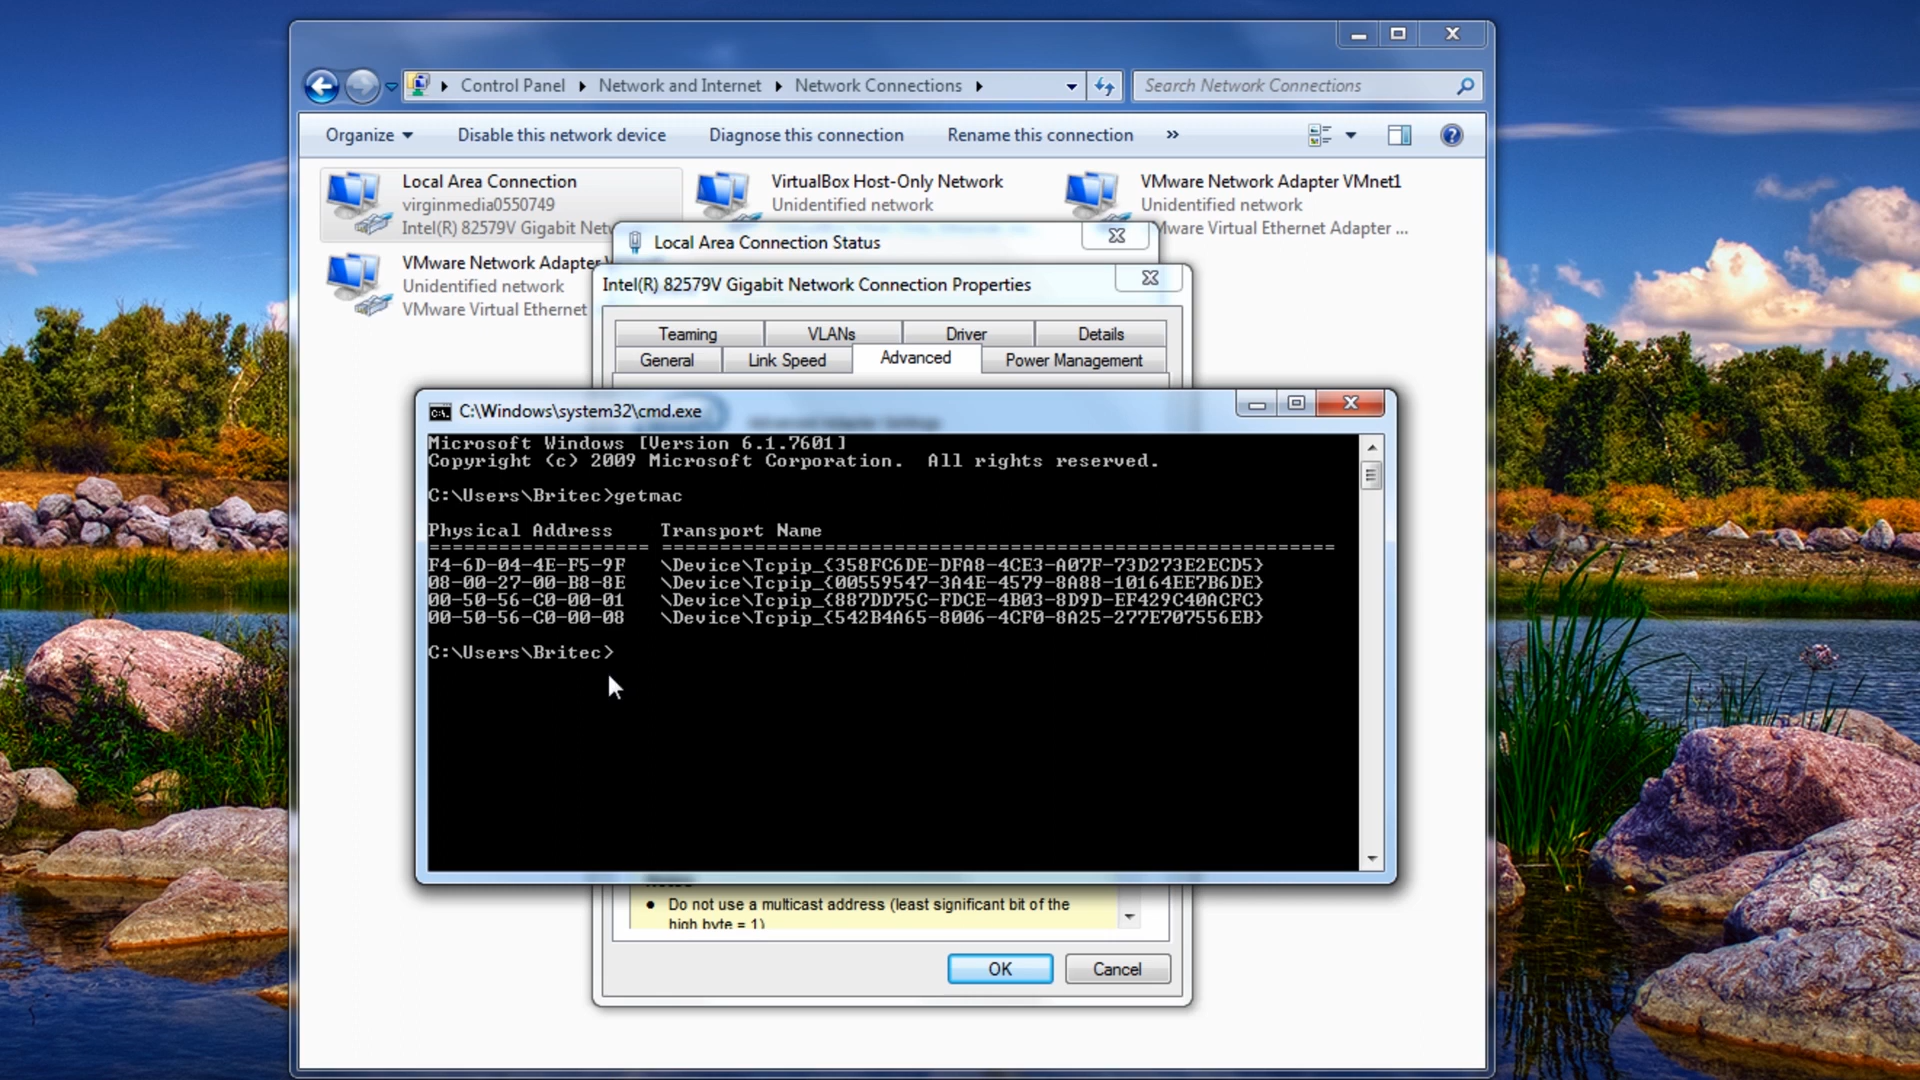 Control Panel
Network and Internet
Network Connections
Search Network Connections
Organize
Disable this network device
Diagnose this connection
Rename this connection
»
Local Area Connection
virginmedia0550749
Intel(R) 82579V Gigabit Netw
VirtualBox Host-Only Network
Unidentified network
VMware Network Adapter VMnet1
Unidentified network
VMware Virtual Ethernet Adapter ...
VMware Network Adapter
Unidentified network
VMware Virtual Ethernet
Local Area Connection Status
Intel(R) 82579V Gigabit Network Connection Properties
Teaming
VLANs
Driver
Details
General
Link Speed
Advanced
Power Management
C:\Windows\system32\cmd.exe
Microsoft Windows [Version 6.1.7601]
Copyright (c) 2009 Microsoft Corporation.  All rights reserved.
C:\Users\Britec>getmac
Physical Address    Transport Name
=================== ==========================================================
F4-6D-04-4E-F5-9F   \Device\Tcpip_{358FC6DE-DFA8-4CE3-A07F-73D273E2ECD5}
08-00-27-00-B8-8E   \Device\Tcpip_{00559547-3A4E-4579-8A88-10164EE7B6DE}
00-50-56-C0-00-01   \Device\Tcpip_{887DD75C-FDCE-4B03-8D9D-EF429C40ACFC}
00-50-56-C0-00-08   \Device\Tcpip_{542B4A65-8006-4CF0-8A25-277E707556EB}
C:\Users\Britec>
• Do not use a multicast address (least significant bit of the
high byte = 1)
OK
Cancel